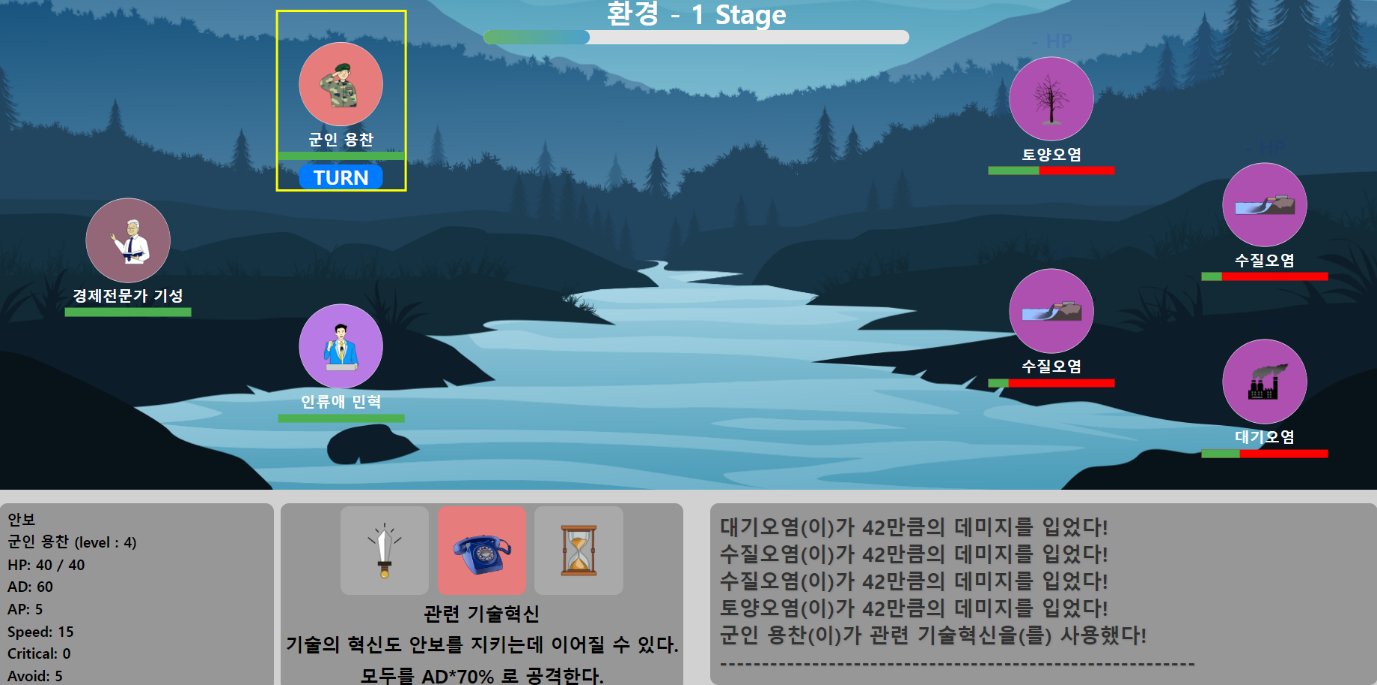 환경 - 1 Stage
- HP
군인 용찬
TURN
토양오염
- HP
경제전문가 기성
수질오염
인류애 민혁
수질오염
대기오염
안보
군인 용찬 (level : 4)
HP: 40 / 40
AD: 60
AP: 5
Speed: 15
Critical: 0
Avoid: 5
관련 기술혁신
기술의 혁신도 안보를 지키는데 이어질 수 있다.
모두를 AD*70% 로 공격한다.
대기오염(이)가 42만큼의 데미지를 입었다!
수질오염(이)가 42만큼의 데미지를 입었다!
수질오염(이)가 42만큼의 데미지를 입었다!
토양오염(이)가 42만큼의 데미지를 입었다!
군인 용찬(이)가 관련 기술혁신을(를) 사용했다!
--------------------------------------------------------